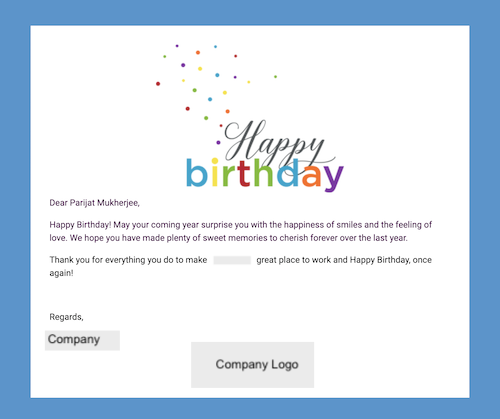 Happy
birthday
Dear Parijat Mukherjee,
Happy Birthday! May your coming year surprise you with the happiness of smiles and the feeling of
love. We hope you have made plenty of sweet memories to cherish forever over the last year.
Thank you for everything you do to make great place to work and Happy Birthday, once
again!
Regards,
Company
Company Logo